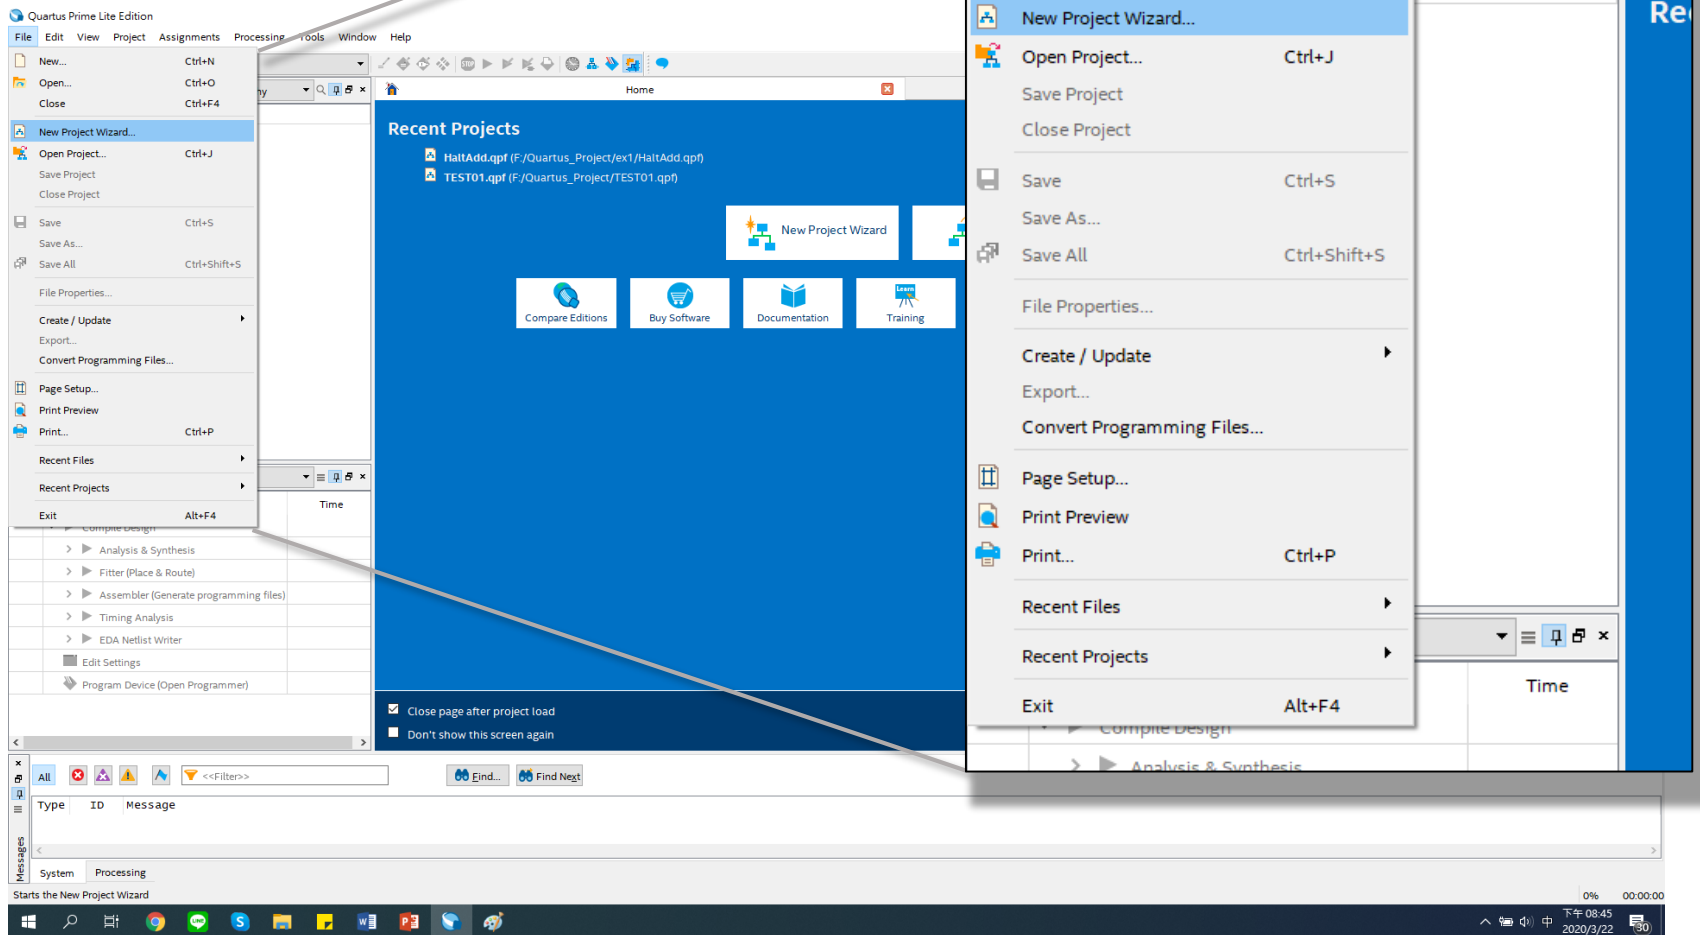 Quartus Prime Lite Edition
File Edit View Project Assignments Processing Tools Window Help
New... Ctrl+N
Open... Ctrl+O
Close Ctrl+F4
New Project Wizard...
Open Project... Ctrl+J
Save Project
Close Project
Save Ctrl+S
Save As...
Save All Ctrl+Shift+S
File Properties...
Create / Update
Export...
Convert Programming Files...
Page Setup...
Print Preview
Print... Ctrl+P
Recent Files
Recent Projects
Exit Alt+F4
Time
Compile Design
Analysis & Synthesis
Fitter (Place & Route)
Assembler (Generate programming files)
Timing Analysis
EDA Netlist Writer
Edit Settings
Program Device (Open Programmer)
Home
Recent Projects
HaltAdd.qpf (F:/Quartus_Project/ex1/HaltAdd.qpf)
TEST01.qpf (F:/Quartus_Project/TEST01.qpf)
New Project Wizard
Compare Editions
Buy Software
Documentation
Learn
Training
Close page after project load
Don't show this screen again
New Project Wizard...
Open Project... Ctrl+J
Save Project
Close Project
Save Ctrl+S
Save As...
Save All Ctrl+Shift+S
File Properties...
Create / Update
Export...
Convert Programming Files...
Page Setup...
Print Preview
Print... Ctrl+P
Recent Files
Recent Projects
Exit Alt+F4
Time
Compile Design
Analysis & Synthesis
All <<Filter>> Find... Find Next
Type ID Message
Messages
System Processing
Starts the New Project Wizard
0% 00:00:00
中 下午 08:45
2020/3/22
30